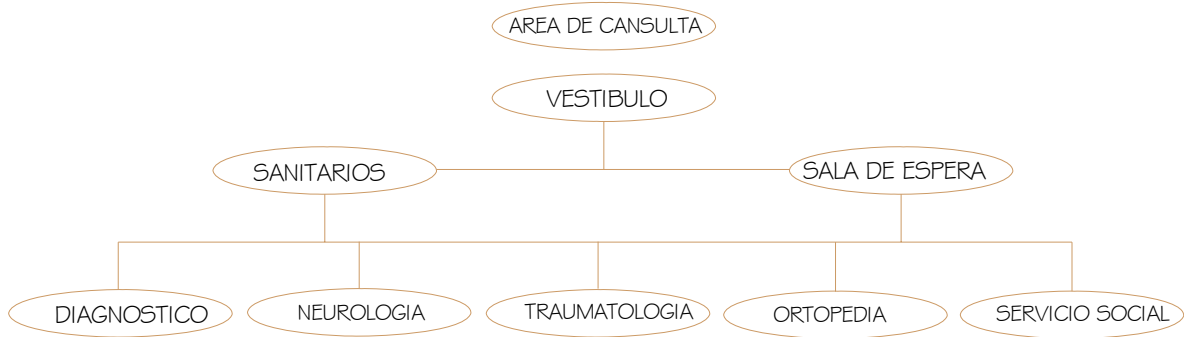 AREA DE CANSULTA
VESTIBULO
SANITARIOS
SALA DE ESPERA
DIAGNOSTICO
NEUROLOGIA
TRAUMATOLOGIA
ORTOPEDIA
SERVICIO SOCIAL